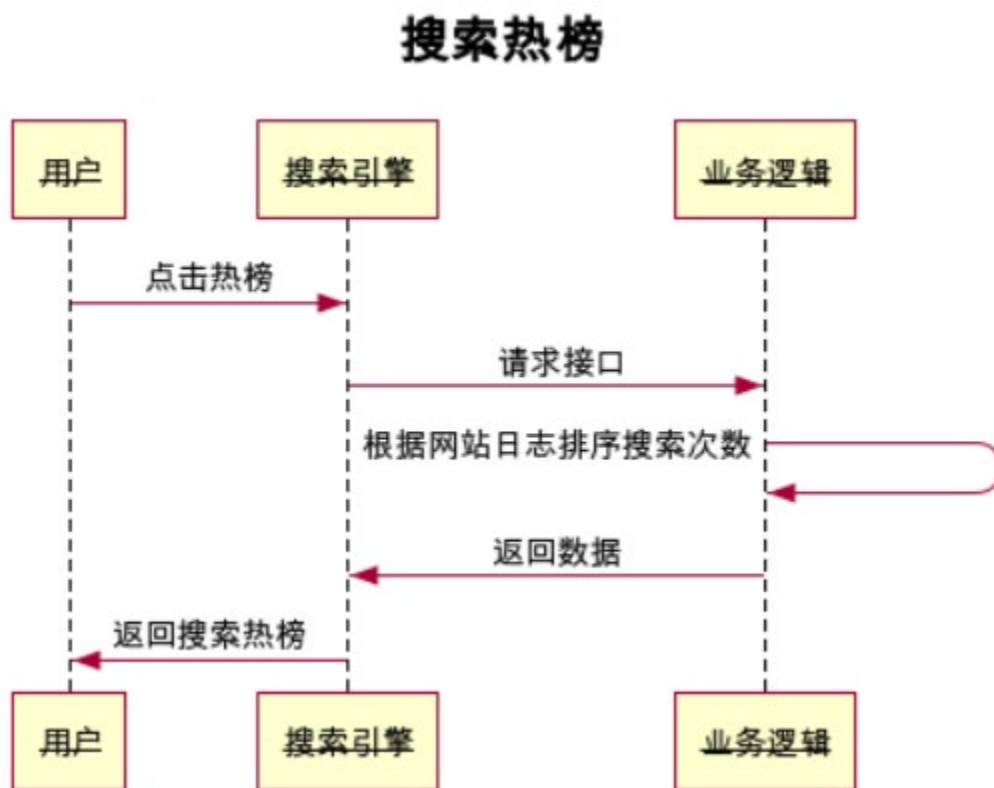 搜索热榜
用户 搜索引擎 业务逻辑
点击热榜
请求接口
根据网站日志排序搜索次数
返回数据
返回搜索热榜
用户 搜索引擎 业务逻辑